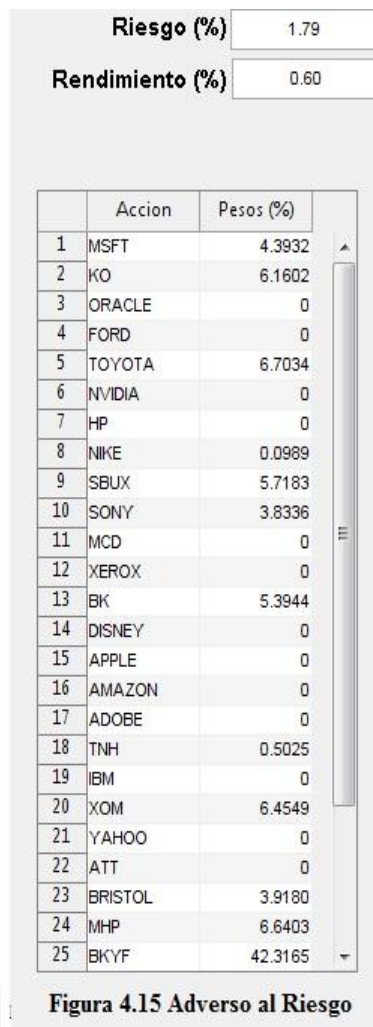 Riesgo (%) 1.79
Rendimiento (%) 0.60
Accion Pesos (%)
1 MSFT 4.3932
2 KO 6.1602
3 ORACLE 0
4 FORD 0
5 TOYOTA 6.7034
6 NVIDIA 0
7 HP 0
8 NIKE 0.0989
9 SBUX 5.7183
10 SONY 3.8336
11 MCD 0
12 XEROX 0
13 BK 5.3944
14 DISNEY 0
15 APPLE 0
16 AMAZON 0
17 ADOBE 0
18 TNH 0.5025
19 IBM 0
20 XOM 6.4549
21 YAHOO 0
22 ATT 0
23 BRISTOL 3.9180
24 MHP 6.6403
25 BKYF 42.3165
Figura 4.15 Adverso al Riesgo